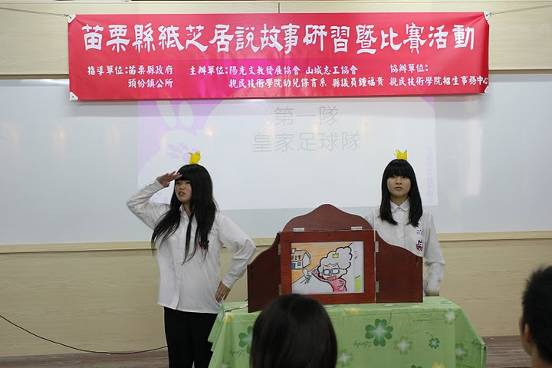 苗栗縣紙芝居說故事研習暨比賽活動
指導單位:苗栗縣政府 主辦單位:陽光文教發展協會 山城志工協會 協辦單位:
頭份鎮公所 親民技術學院幼兒保育系 縣議員鍾福貴 親民技術學院衛生事務中心
第一隊
皇家足球隊